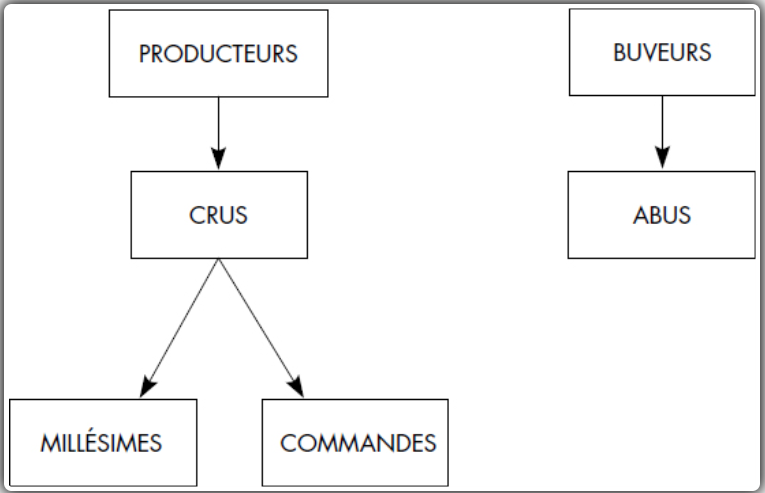 PRODUCTEURS
BUVEURS
CRUS
ABUS
MILLÉSIMES
COMMANDES